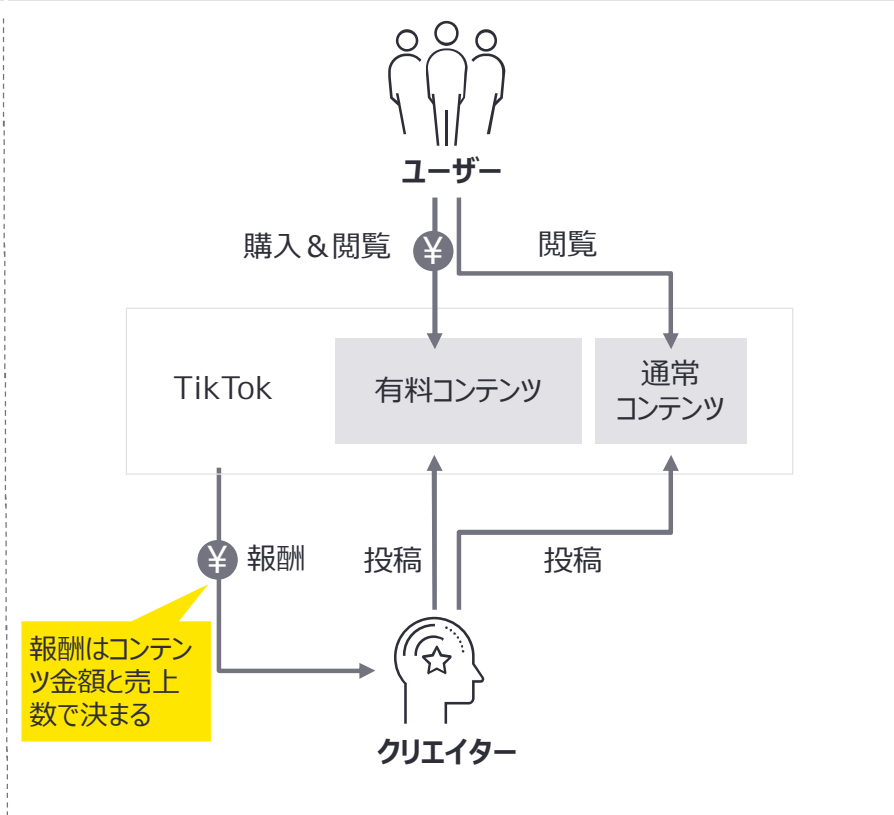 ユーザー
購入＆閲覧
¥
閲覧
TikTok
有料コンテンツ
通常
コンテンツ
¥
報酬
投稿
投稿
報酬はコンテン
ツ金額と売上
数で決まる
クリエイター